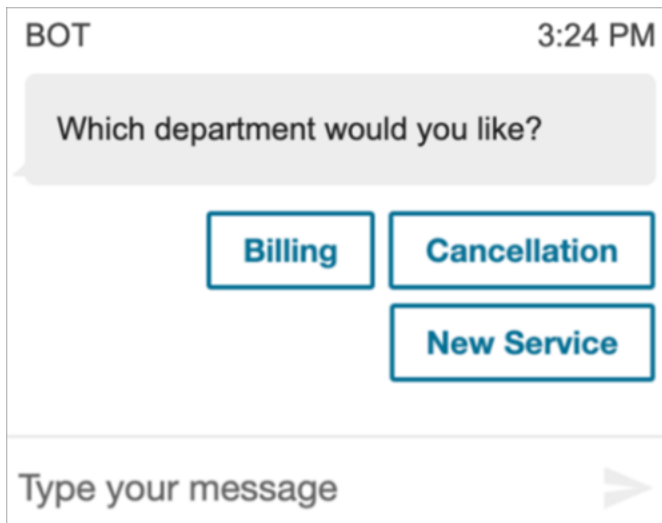 BOT 3:24 PM
Which department would you like?
Billing Cancellation
New Service
Type your message